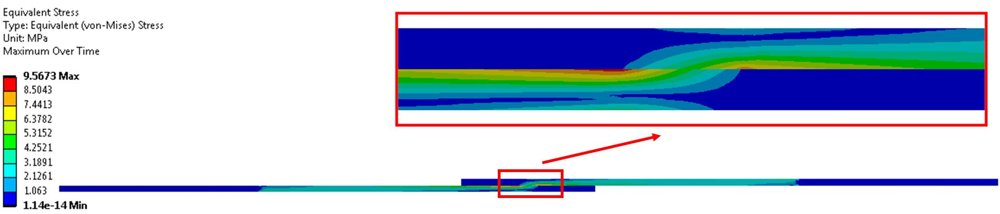 Equivalent Stress
Type: Equivalent (von-Mises) Stress
Unit: MPa
Maximum Over Time
9.5673 Max
8.5043
7.4413
6.3782
5.3152
4.2521
3.1891
2.1261
1.063
1.14e-14 Min